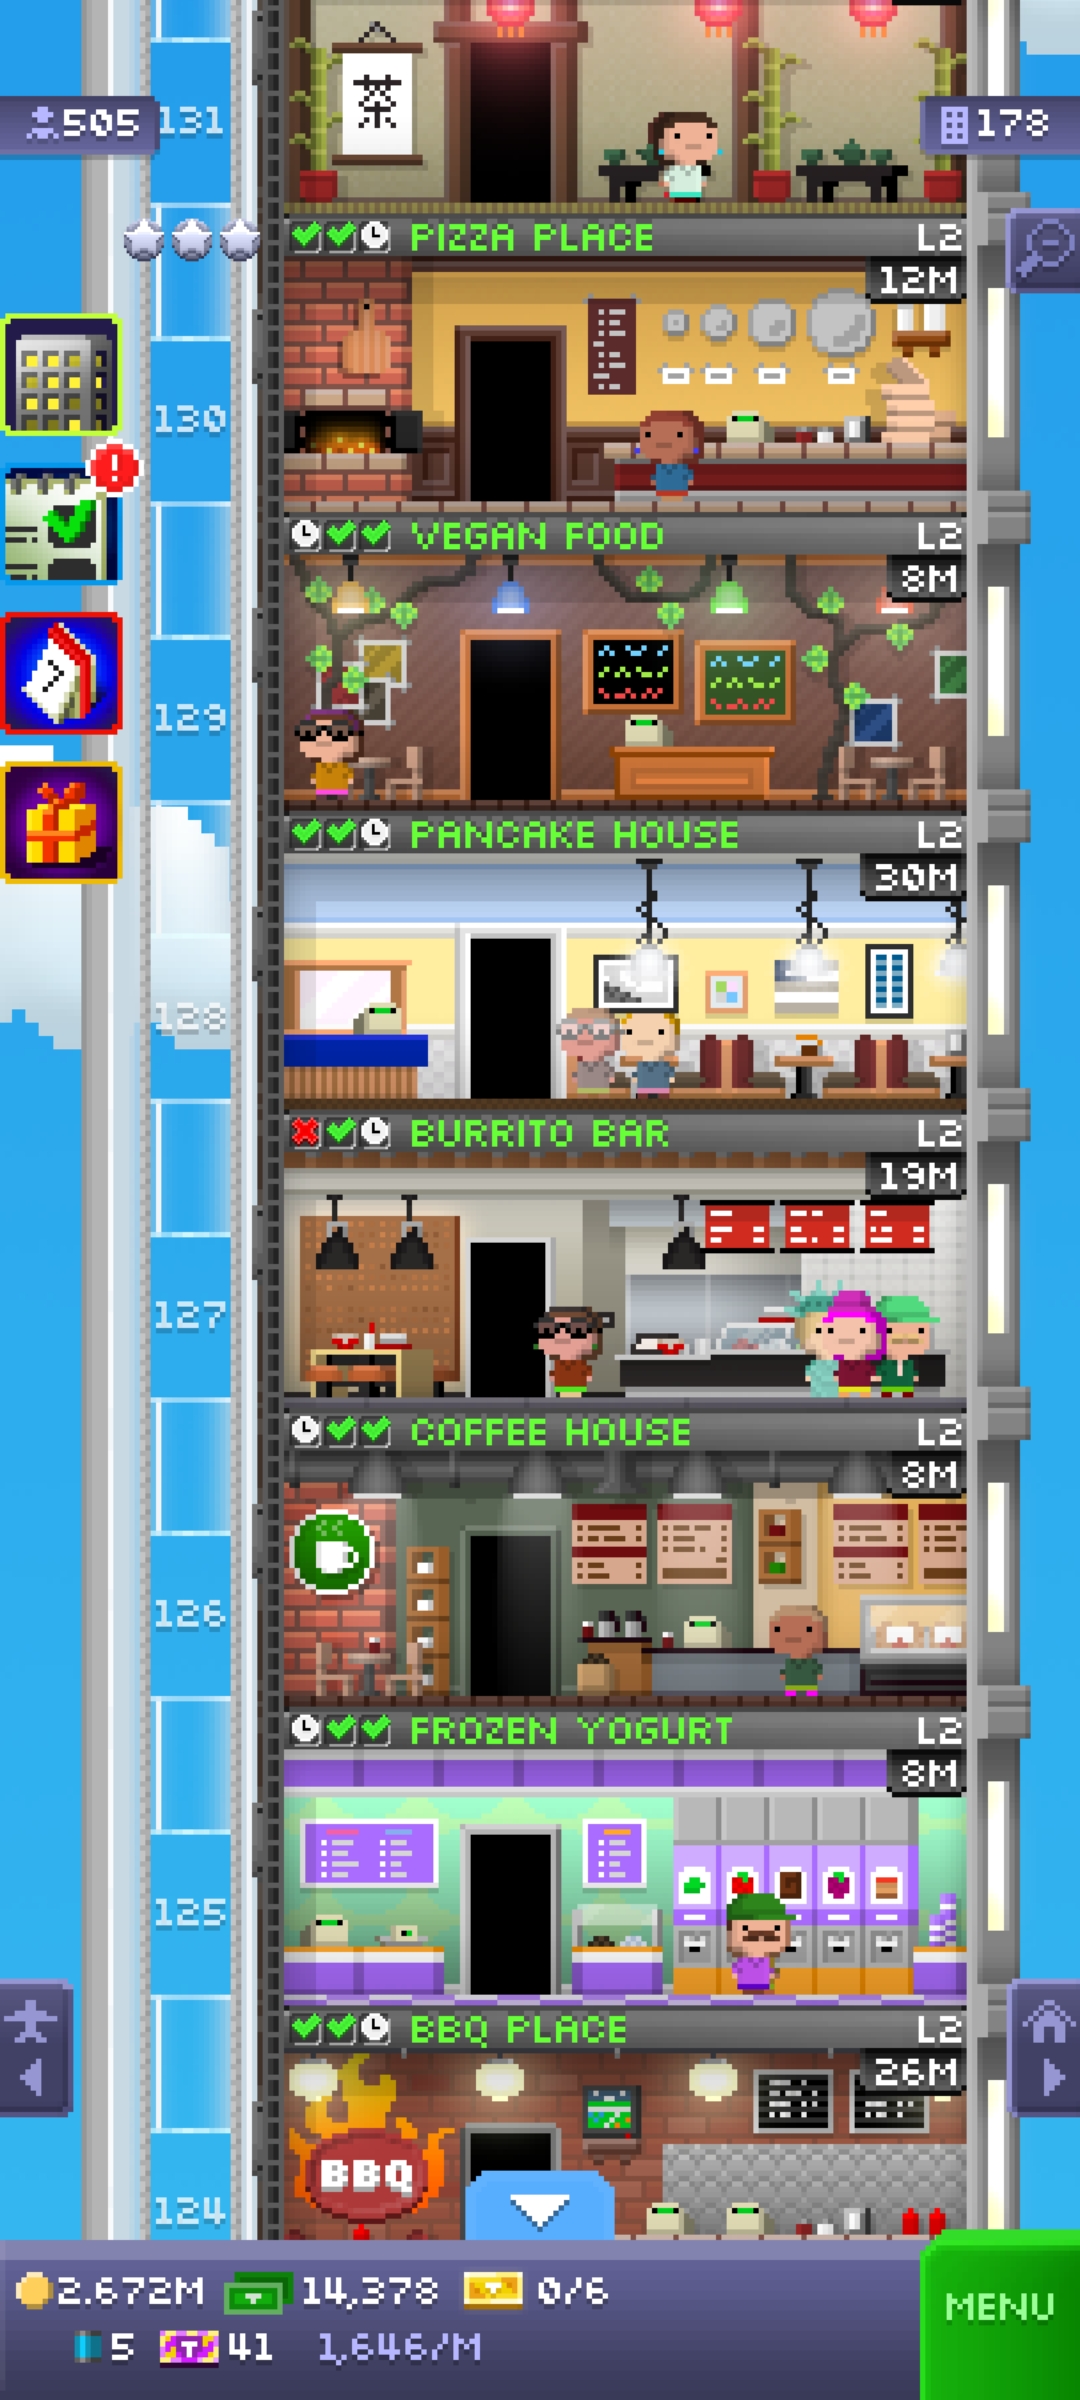 505
131
178
茶
PIZZA PLACE L2
12M
130
VEGAN FOOD L2
8M
129
PANCAKE HOUSE L2
30M
128
BURRITO BAR L2
19M
127
COFFEE HOUSE L2
8M
126
FROZEN YOGURT L2
8M
125
BBQ PLACE L2
26M
BBQ
124
2.672M 14,378 0/6
MENU
5 T 41 1,646/M